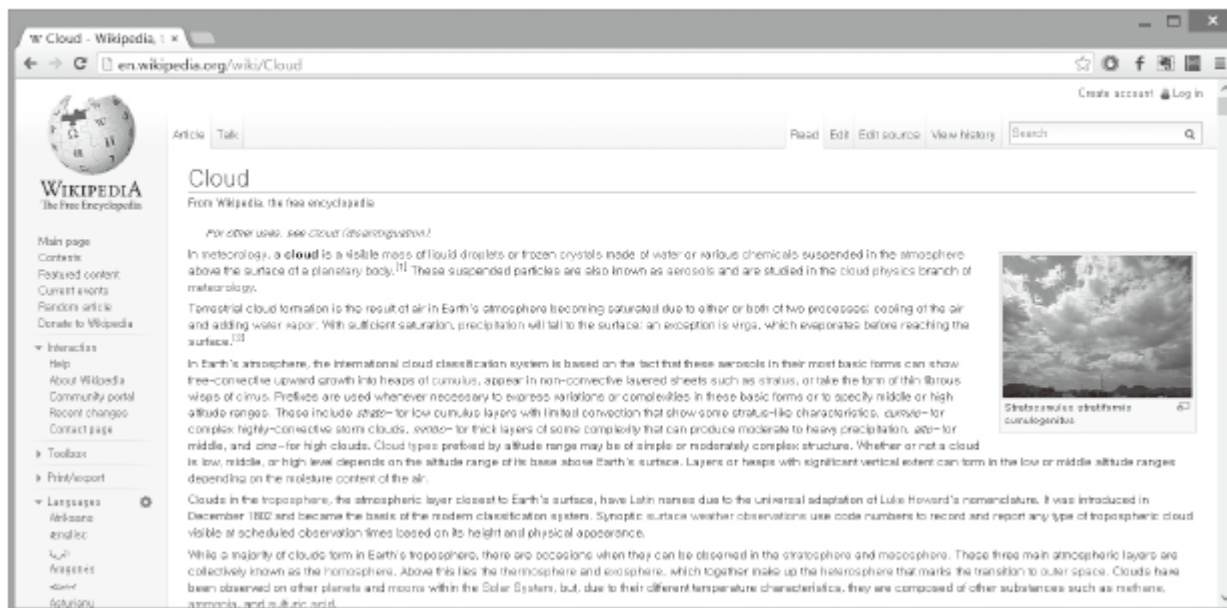 Cloud - Wikipedia, t
en.wikipedia.org/wiki/Cloud
Create account Log in
Article Talk
Read Edit Edit source View history Search
WIKIPEDIA
The Free Encyclopedia
Main page
Contents
Featured content
Current events
Random article
Donate to Wikipedia
Interaction
Help
About Wikipedia
Community portal
Recent changes
Contact page
Toolbox
Print/export
Languages
Afrikaans
Aragonés
Asturianu
Cloud
From Wikipedia, the free encyclopedia
For other uses, see Cloud (disambiguation).
In meteorology, a cloud is a visible mass of liquid droplets or frozen crystals made of water or various chemicals suspended in the atmosphere
above the surface of a planetary body.[1] These suspended particles are also known as aerosols and are studied in the cloud physics branch of
meteorology.
Terrestrial cloud formation is the result of air in Earth's atmosphere becoming saturated due to either or both of two processes: cooling of the air
and adding water vapor. With sufficient saturation, precipitation will fall to the surface; an exception is virga, which evaporates before reaching the
surface.[2]
In Earth's atmosphere, the international cloud classification system is based on the fact that these aerosols in their most basic forms can show
free-convective upward growth into heaps of cumulus, appear in non-convective layered sheets such as stratus, or take the form of thin fibrous
wisps of cirrus. Prefixes are used whenever necessary to express variations or complexities in these basic forms or to specify middle or high
altitude ranges. These include strato- for low cumulus layers with limited convection that show some stratus-like characteristics, cumulo- for
complex highly-convective storm clouds, nimbo- for thick layers of some complexity that can produce moderate to heavy precipitation, alto- for
middle, and cirro- for high clouds. Cloud types prefixed by altitude range may be of simple or moderately complex structure. Whether or not a cloud
is low, middle, or high level depends on the altitude range of its base above Earth's surface. Layers or heaps with significant vertical extent can form in the low or middle altitude ranges
depending on the moisture content of the air.
Stratocumulus stratiformis
cumulogenitus
Clouds in the troposphere, the atmospheric layer closest to Earth's surface, have Latin names due to the universal adaptation of Luke Howard's nomenclature. It was introduced in
December 1802 and became the basis of the modern classification system. Synoptic surface weather observations use code numbers to record and report any type of tropospheric cloud
visible at scheduled observation times based on its height and physical appearance.
While a majority of clouds form in Earth's troposphere, there are occasions when they can be observed in the stratosphere and mesosphere. These three main atmospheric layers are
collectively known as the homosphere. Above this lies the thermosphere and exosphere, which together make up the heterosphere that marks the transition to outer space. Clouds have
been observed on other planets and moons within the Solar System, but, due to their different temperature characteristics, they are composed of other substances such as methane,
ammonia, and sulfuric acid.